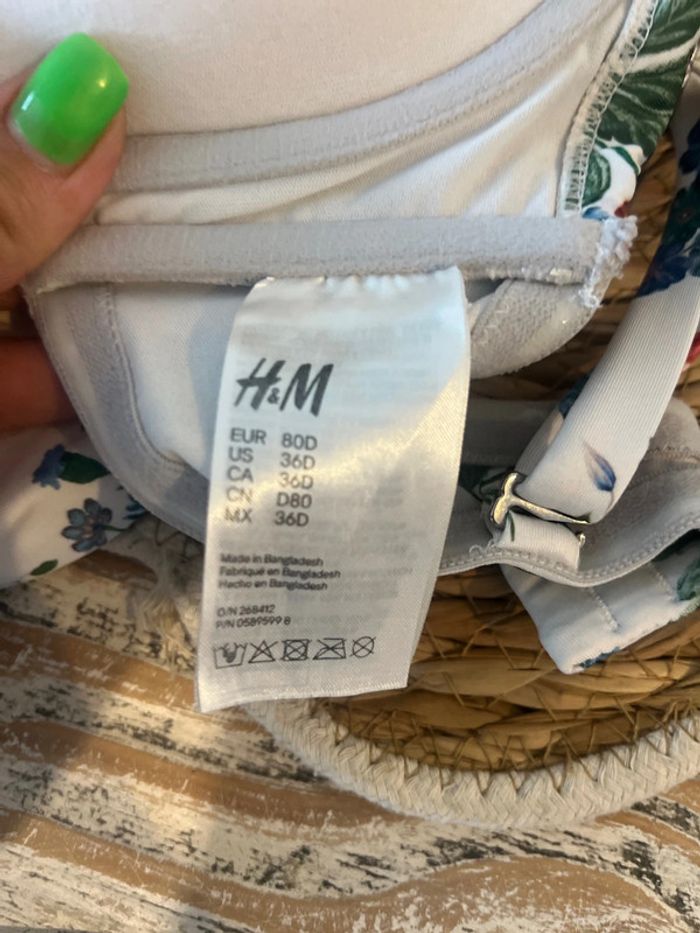 H&M
EUR 80D
US 36D
CA 36D
CN D80
MX 36D
Made in Bangladesh
Fabriqué en Bangladesh
Hecho en Bangladesh
O/N 268412
P/N 0589599 8